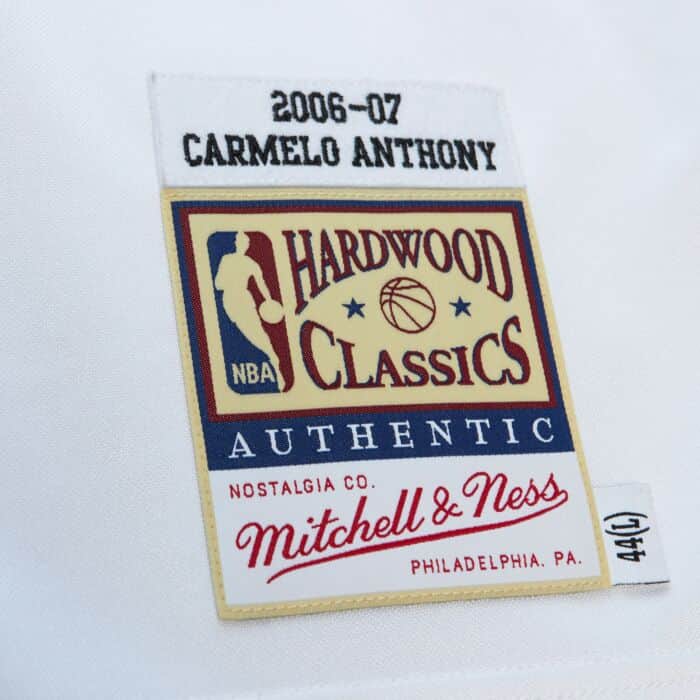 2006-07
CARMELO ANTHONY
HARDWOOD
CLASSICS
NBA
AUTHENTIC
NOSTALGIA CO.
Mitchell & Ness
PHILADELPHIA, PA.
44(L)